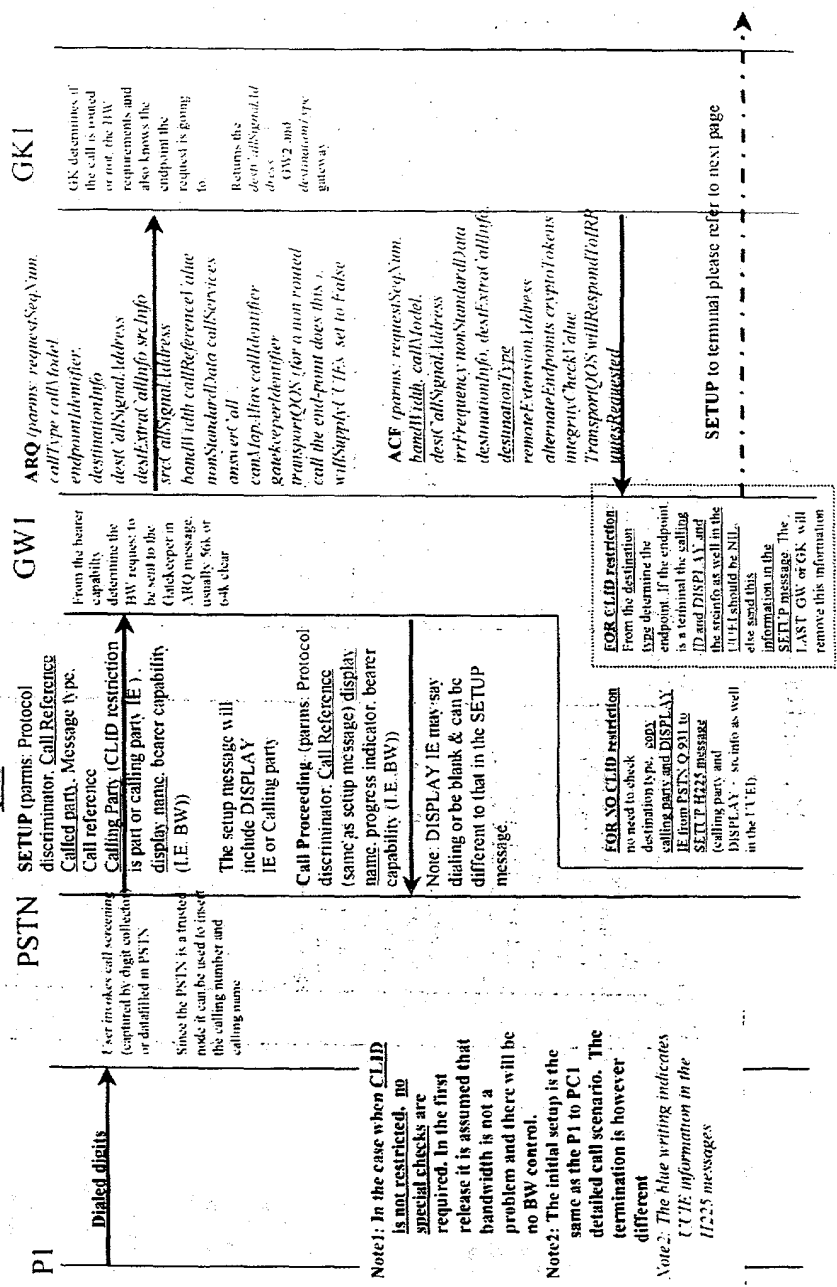 P1
PSTN
GW1
GK1
Dialed digits
User invokes call screening
(captured by digit collector)
or datafilled in PSTN
Since the PSTN is a trusted
node it can be used to insert
the calling number and
calling name
SETUP (parms: Protocol
discriminator, Call Reference
Called party, Message type,
Call reference
Calling Party (CLID restriction
is part or calling party IE ),
display name, bearer capability
(I.E. BW))
The setup message will
include DISPLAY
IE or Calling party
Call Proceeding (parms: Protocol
discriminator, Call Reference
(same as setup message) display
name, progress indicator, bearer
capability (I.E. BW))
Note: DISPLAY IE may say
dialing or be blank & can be
different to that in the SETUP
message
From the bearer
capability
determine the
BW request to
be sent to the
Gatekeeper in
ARQ message.
usually 56k or
64k clear
ARQ (parms: requestSeqNum,
callType callModel
endpointIdentifier,
destinationInfo
destCallSignalAddress
destExtraCallInfo srcInfo
srcCallSignalAddress
bandWidth callReferenceValue
nonStandardData callServices
answerCall
canMapAlias callIdentifier
gatekeeperIdentifier
transportQOS (for a non routed
call the end-point does this ),
willSupplyUUIEs set to False
GK determines if
the call is routed
or not, the BW
requirements and
also knows the
endpoint the
request is going
to.
Returns the
destCallSignalAd
dress
GW2 and
destinationType
gateway
ACF (parms: requestSeqNum,
bandWidth, callModel,
destCallSignalAddress
irrFrequency nonStandardData
destinationInfo, destExtraCallInfo,
destinationType
remoteExtensionAddress
alternateEndpoints cryptoTokens
integrityCheckValue
TransportQOS willRespondToIRR
uuiesRequested
FOR NO CLID restriction
no need to check
destination type, copy
calling party and DISPLAY
IE from PSTN Q.931 to
SETUP H225 message
(calling party and
DISPLAY - srcinfo as well
in the UUEI).
FOR CLID restriction
From the destination
type determine the
endpoint. If the endpoint
is a terminal the calling
ID and DISPLAY and
the srcinfo as well in the
UUEI should be NIL.
else send this
information in the
SETUP message. The
LAST GW or GK will
remove this information
SETUP to terminal please refer to next page
Note1: In the case when CLID
is not restricted, no
special checks are
required. In the first
release it is assumed that
bandwidth is not a
problem and there will be
no BW control.
Note2: The initial setup is the
same as the P1 to PC1
detailed call scenario. The
termination is however
different
Note2: The blue writing indicates
UUIE information in the
H225 messages